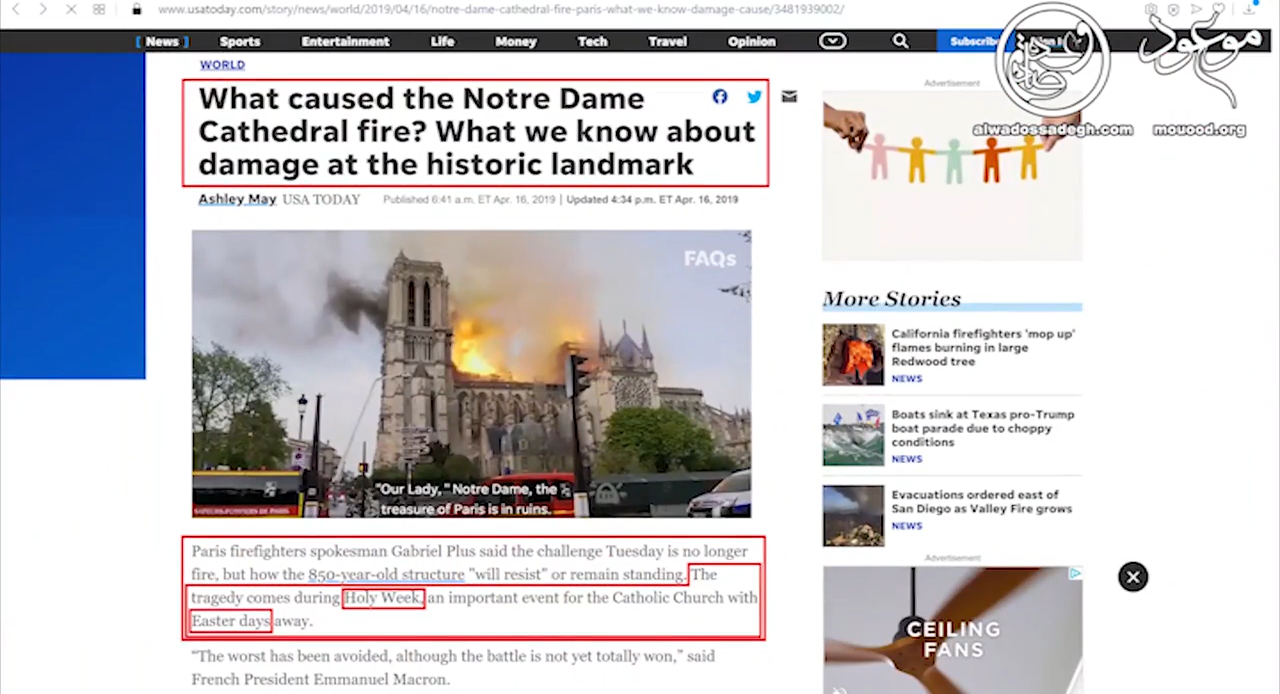 www.usatoday.com/story/news/world/2019/04/16/notre-dame-cathedral-fire-paris-what-we-know-damage-cause/3481939002/
[ News ] Sports Entertainment Life Money Tech Travel Opinion Subscribe
موعود
alwadossadegh.com mouood.org
WORLD
What caused the Notre Dame
Cathedral fire? What we know about
damage at the historic landmark
Ashley May USA TODAY Published 6:41 a.m. ET Apr. 16, 2019 | Updated 4:34 p.m. ET Apr. 16, 2019
FAQs
"Our Lady, " Notre Dame, the
treasure of Paris is in ruins.
Paris firefighters spokesman Gabriel Plus said the challenge Tuesday is no longer
fire, but how the 850-year-old structure "will resist" or remain standing. The
tragedy comes during Holy Week, an important event for the Catholic Church with
Easter days away.
“The worst has been avoided, although the battle is not yet totally won,” said
French President Emmanuel Macron.
Advertisement
More Stories
California firefighters 'mop up'
flames burning in large
Redwood tree
NEWS
Boats sink at Texas pro-Trump
boat parade due to choppy
conditions
NEWS
Evacuations ordered east of
San Diego as Valley Fire grows
NEWS
Advertisement
CEILING
FANS